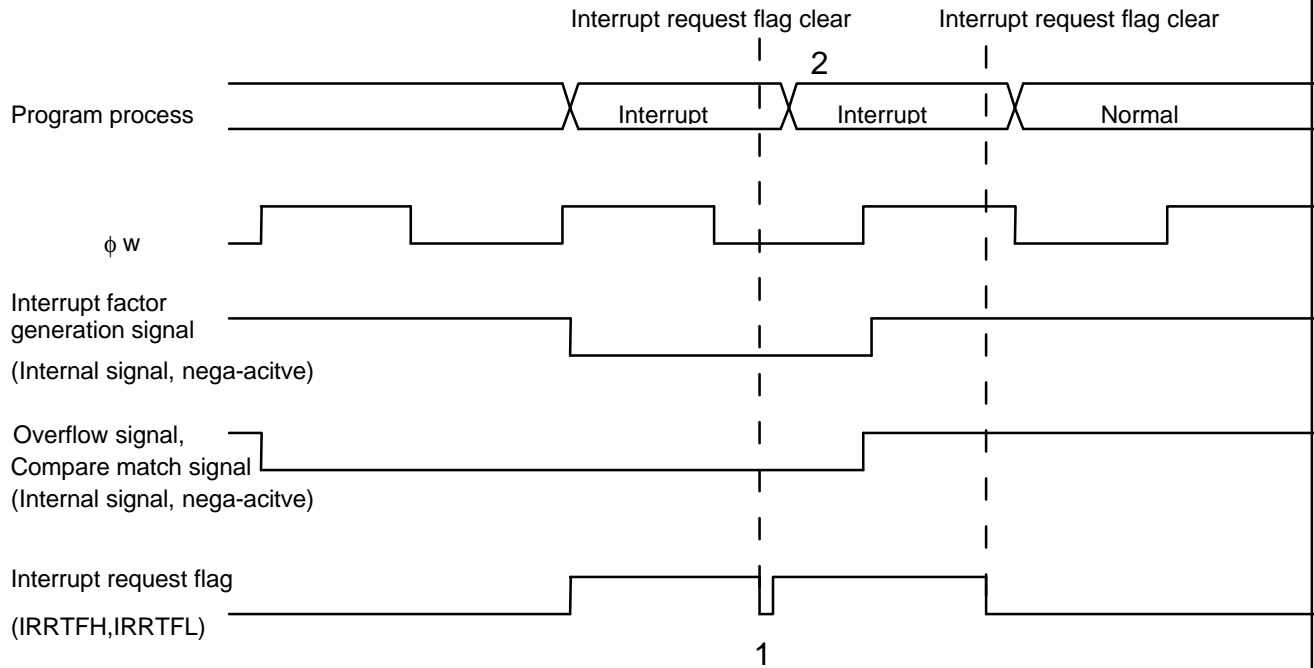 Interrupt request flag clear
Interrupt request flag clear
2
Program process
Interrupt
Interrupt
Normal
ϕ w
Interrupt factor
generation signal
(Internal signal, nega-acitve)
Overflow signal,
Compare match signal
(Internal signal, nega-acitve)
Interrupt request flag
(IRRTFH,IRRTFL)
1